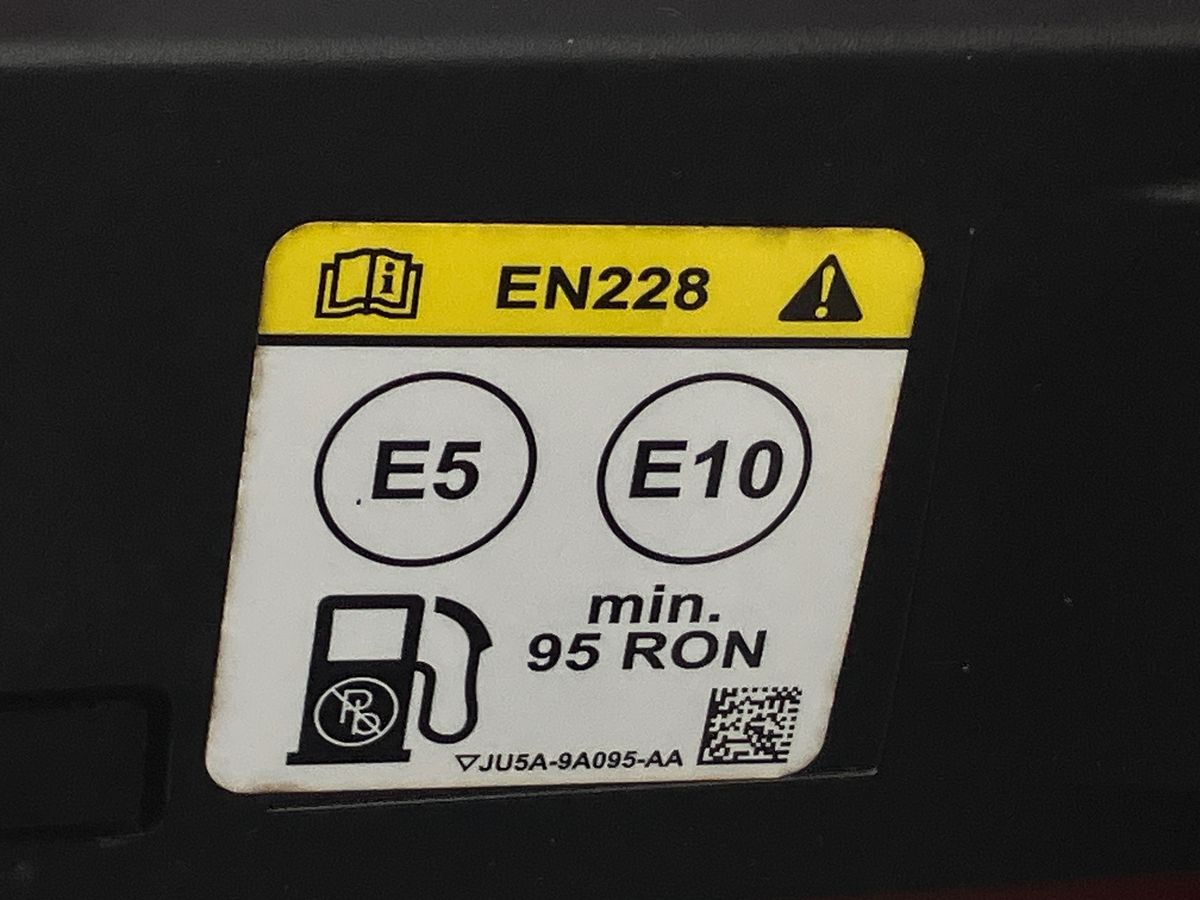 EN228
E5 E10
min.
95 RON
Pb
JU5A-9A095-AA